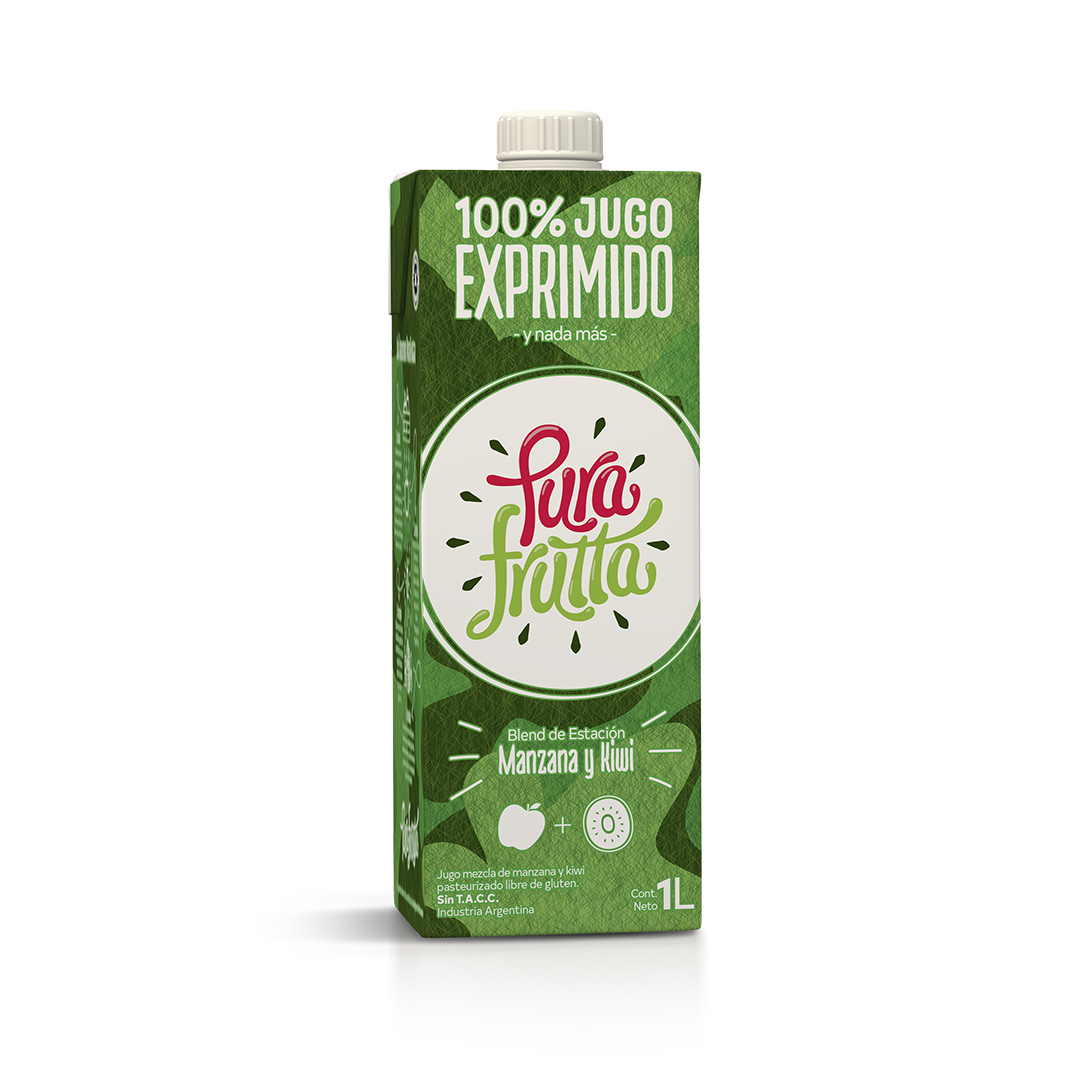 100% JUGO
EXPRIMIDO
- y nada más -
Pura
frutta
Blend de Estación
Manzana y Kiwi
Jugo mezcla de manzana y kiwi
pasteurizado libre de gluten.
Sin T.A.C.C.
Industria Argentina
Cont.
Neto 1L